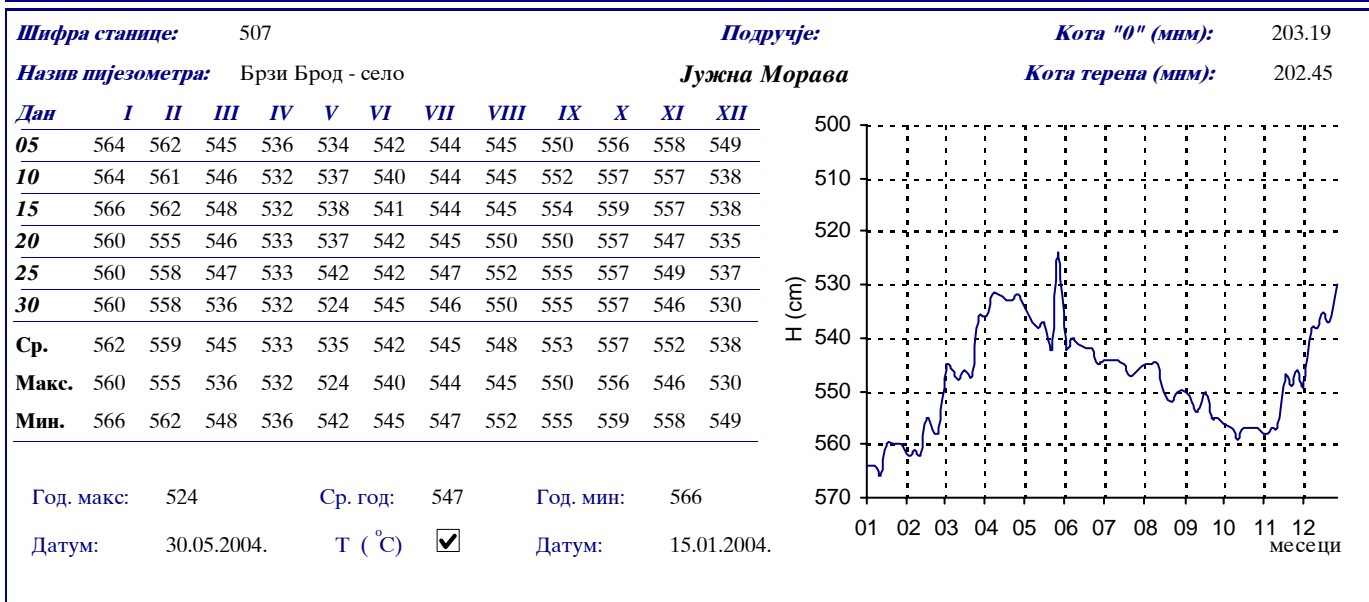 Шифра станице: 507 Подручје: Кота "0" (мнм): 203.19
Назив пијезометра: Брзи Брод - село Јужна Морава Кота терена (мнм): 202.45
Дан I II III IV V VI VII VIII IX X XI XII
05 564 562 545 536 534 542 544 545 550 556 558 549
10 564 561 546 532 537 540 544 545 552 557 557 538
15 566 562 548 532 538 541 544 545 554 559 557 538
20 560 555 546 533 537 542 545 550 550 557 547 535
25 560 558 547 533 542 542 547 552 555 557 549 537
30 560 558 536 532 524 545 546 550 555 557 546 530
Ср. 562 559 545 533 535 542 545 548 553 557 552 538
Макс. 560 555 536 532 524 540 544 545 550 556 546 530
Мин. 566 562 548 536 542 545 547 552 555 559 558 549
Год. макс: 524 Ср. год: 547 Год. мин: 566
Датум: 30.05.2004. Т ( °C) Датум: 15.01.2004.
500
510
520
530
540
550
560
570
H (cm)
01 02 03 04 05 06 07 08 09 10 11 12
месеци